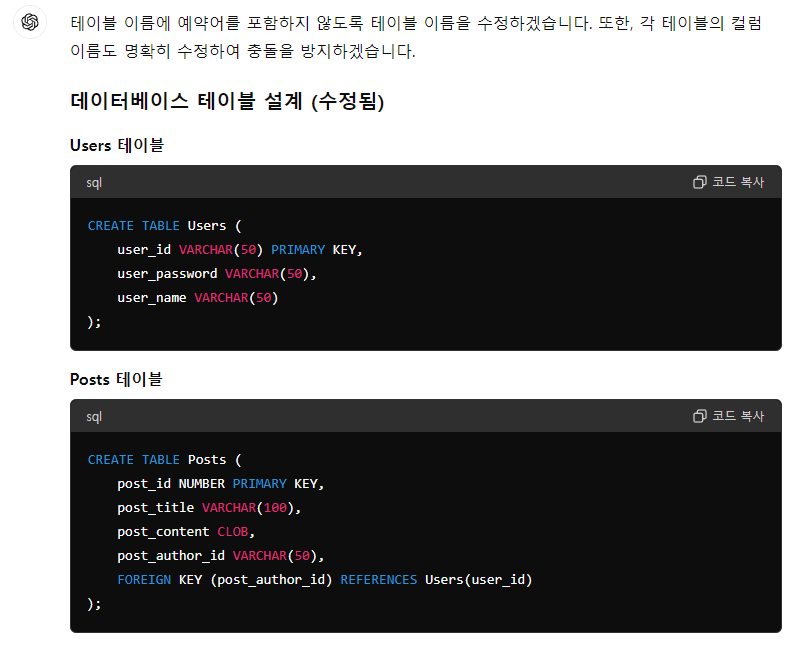 테이블 이름에 예약어를 포함하지 않도록 테이블 이름을 수정하겠습니다. 또한, 각 테이블의 컬럼
이름도 명확히 수정하여 충돌을 방지하겠습니다.
데이터베이스 테이블 설계 (수정됨)
Users 테이블
sql 코드 복사
CREATE TABLE Users (
    user_id VARCHAR(50) PRIMARY KEY,
    user_password VARCHAR(50),
    user_name VARCHAR(50)
);
Posts 테이블
sql 코드 복사
CREATE TABLE Posts (
    post_id NUMBER PRIMARY KEY,
    post_title VARCHAR(100),
    post_content CLOB,
    post_author_id VARCHAR(50),
    FOREIGN KEY (post_author_id) REFERENCES Users(user_id)
);